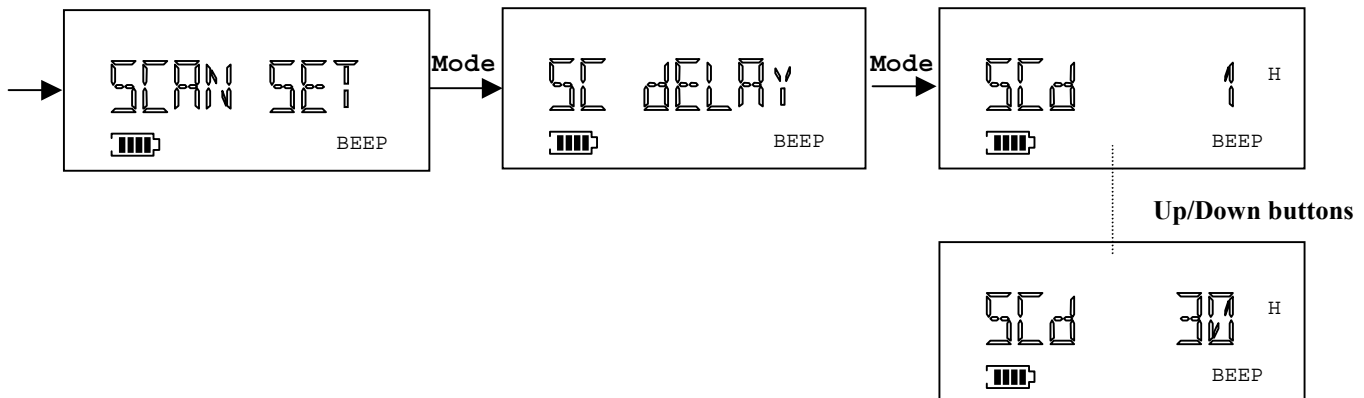 SCAN SET
BEEP
Mode
SC dELAY
BEEP
Mode
SCd 1 H
BEEP
Up/Down buttons
SCd 30 H
BEEP